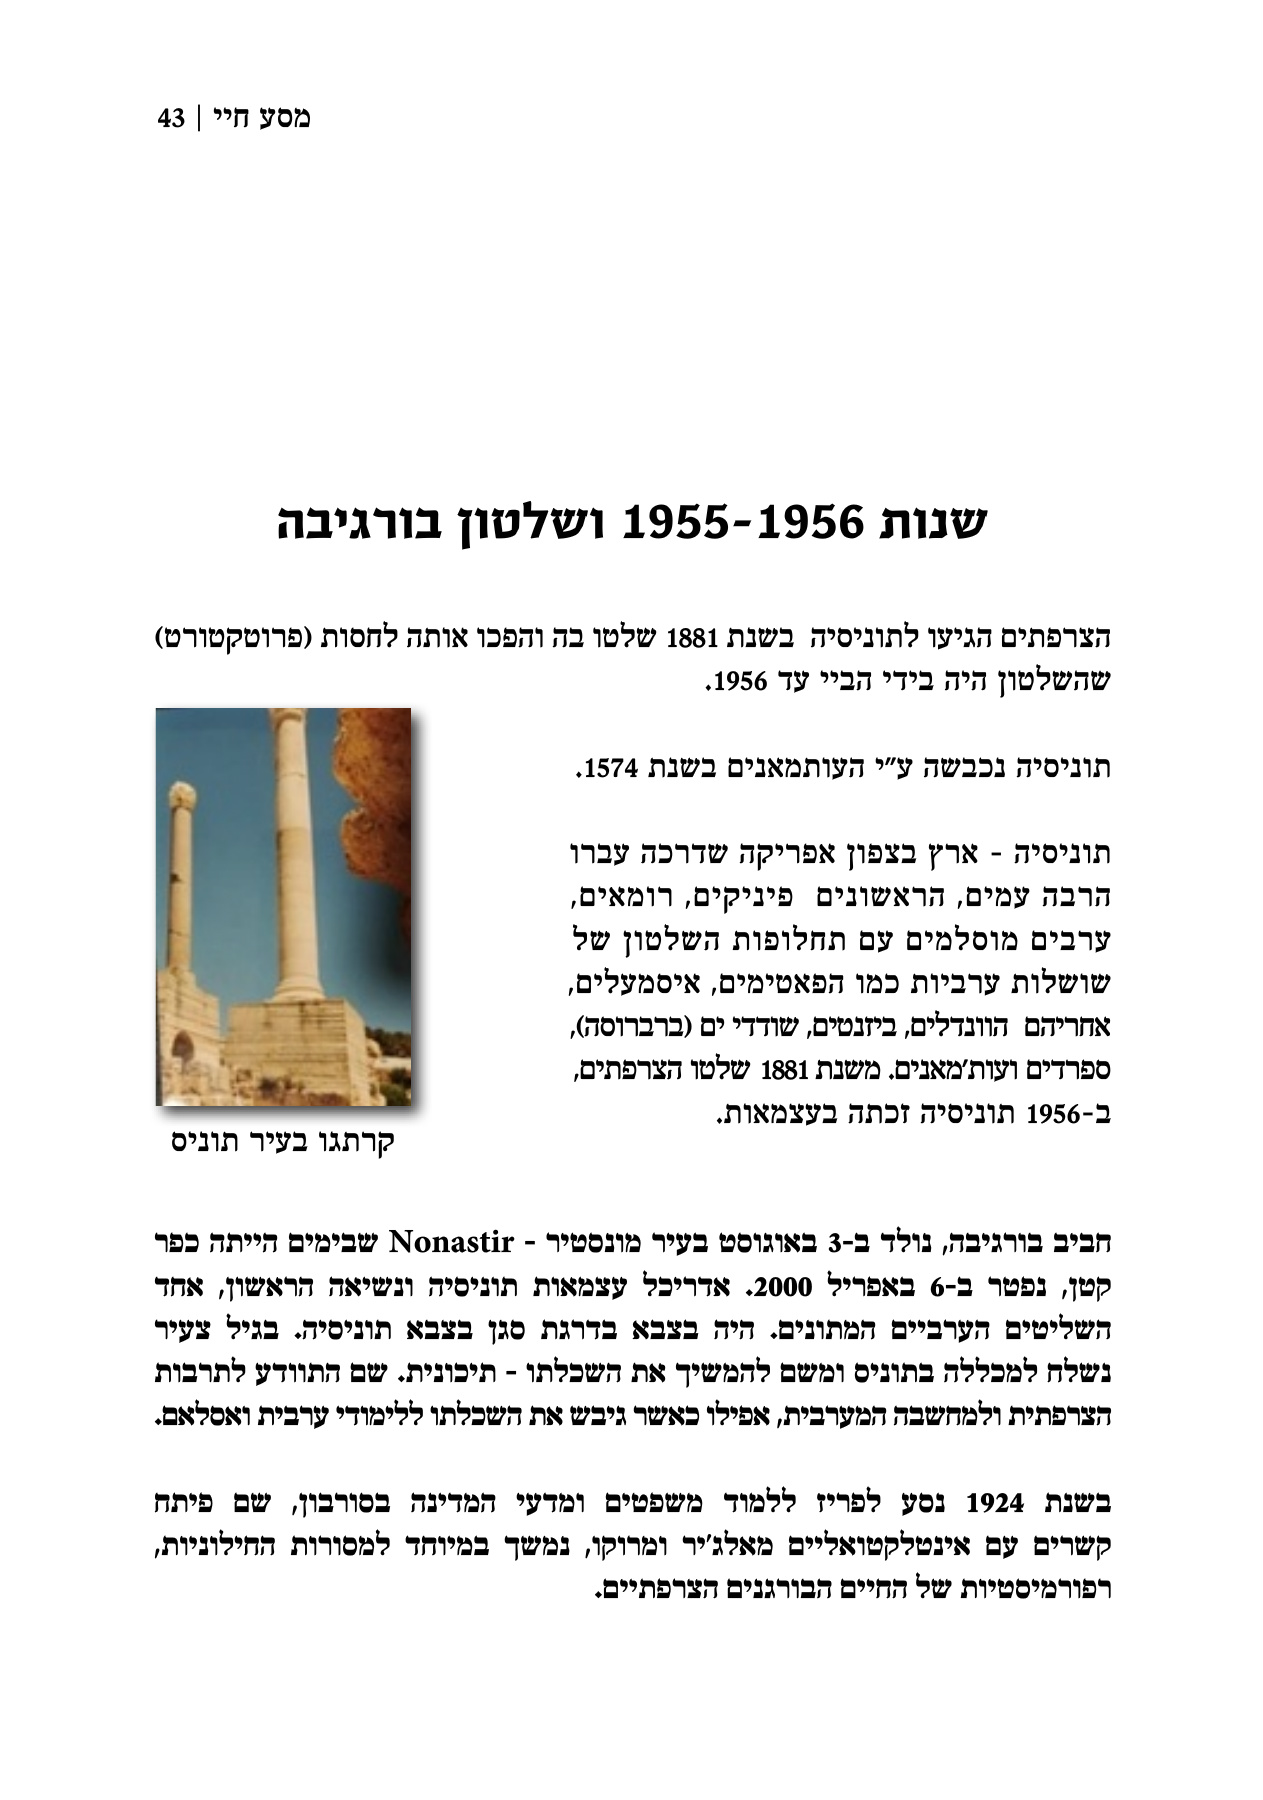 מסע חיי | 43
שנות 1955-1956 ושלטון בורגיבה
הצרפתים הגיעו לתוניסיה בשנת 1881 שלטו בה והפכו אותה לחסות (פרוטקטורט)
שהשלטון היה בידי הביי עד 1956.
תוניסיה נכבשה ע״י העותמאנים בשנת 1574.
תוניסיה - ארץ בצפון אפריקה שדרכה עברו
הרבה עמים, הראשונים פיניקים, רומאים,
ערבים מוסלמים עם תחלופות השלטון של
שושלות ערביות כמו הפאטימים, איסמעלים,
אחריהם הוונדלים, ביזנטים, שודדי ים (ברברוסה),
ספרדים ועות׳מאנים. משנת 1881 שלטו הצרפתים,
ב-1956 תוניסיה זכתה בעצמאות.
קרתגו בעיר תוניס
חביב בורגיבה, נולד ב-3 באוגוסט בעיר מונסטיר - Nonastir שבימים הייתה כפר
קטן, נפטר ב-6 באפריל 2000. אדריכל עצמאות תוניסיה ונשיאה הראשון, אחד
השליטים הערביים המתונים. היה בצבא בדרגת סגן בצבא תוניסיה. בגיל צעיר
נשלח למכללה בתוניס ומשם להמשיך את השכלתו - תיכונית. שם התוודע לתרבות
הצרפתית ולמחשבה המערבית, אפילו כאשר גיבש את השכלתו ללימודי ערבית ואסלאם.
בשנת 1924 נסע לפריז ללמוד משפטים ומדעי המדינה בסורבון, שם פיתח
קשרים עם אינטלקטואליים מאלג׳יר ומרוקו, נמשך במיוחד למסורות החילוניות,
רפורמיסטיות של החיים הבורגנים הצרפתיים.